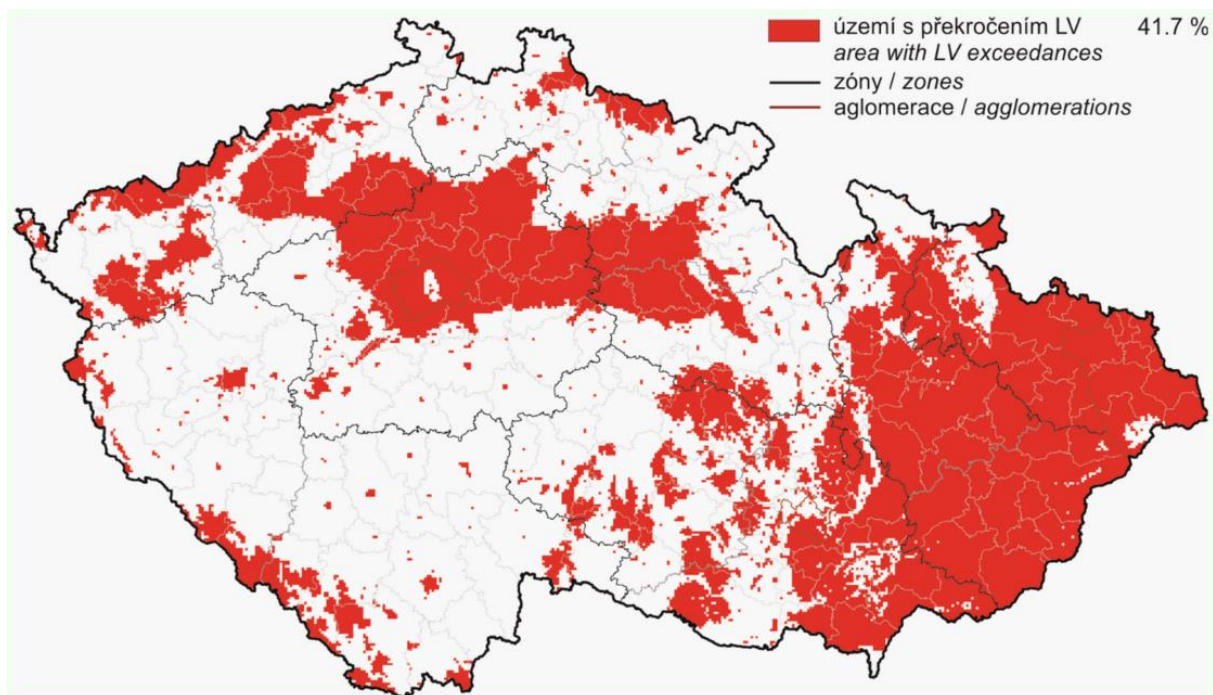 území s překročením LV 41.7 %
area with LV exceedances
zóny / zones
aglomerace / agglomerations